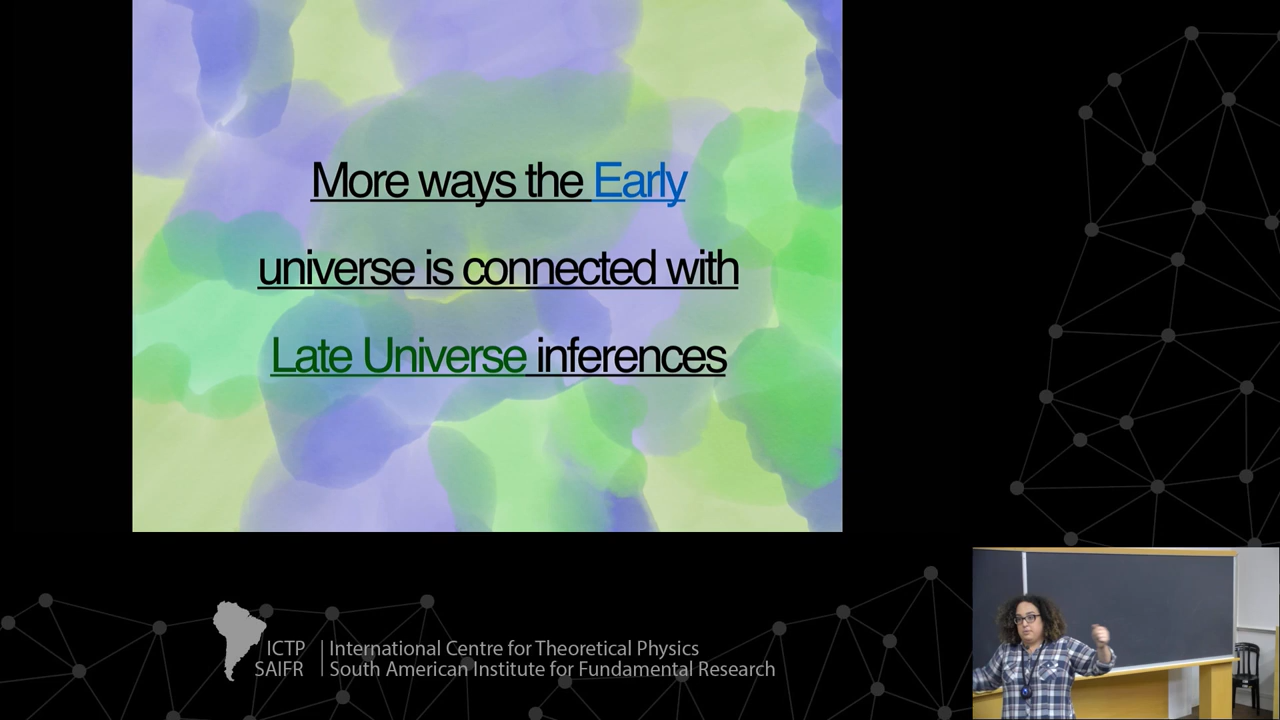 More ways the Early
universe is connected with
Late Universe inferences
ICTP
SAIFR
International Centre for Theoretical Physics
South American Institute for Fundamental Research